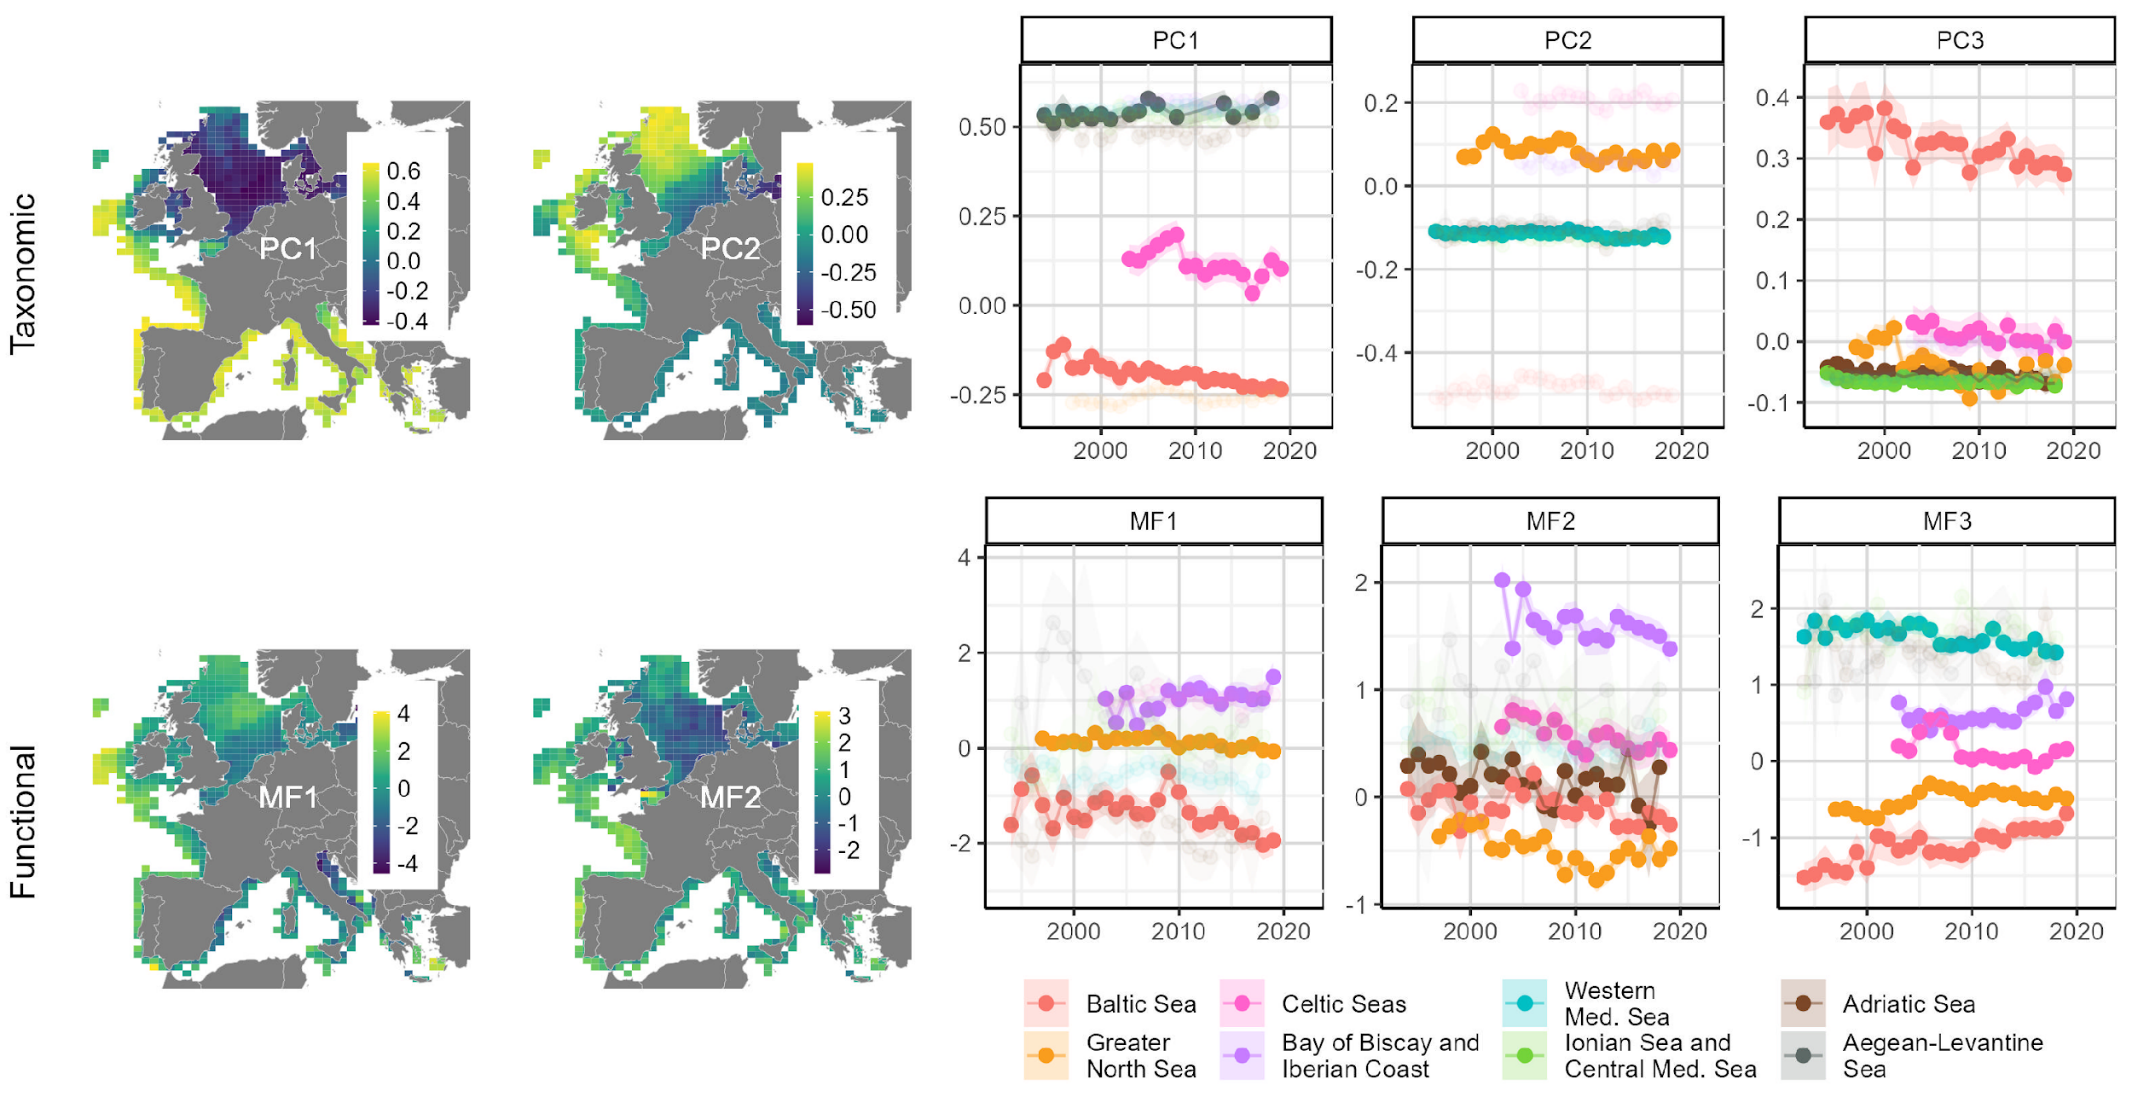 Taxonomic
PC1
0.6
0.4
0.2
0.0
-0.2
-0.4
PC2
0.25
0.00
-0.25
-0.50
PC1
0.50
0.25
0.00
-0.25
2000 2010 2020
PC2
0.2
0.0
-0.2
-0.4
2000 2010 2020
PC3
0.4
0.3
0.2
0.1
0.0
-0.1
2000 2010 2020
Functional
MF1
4
2
0
-2
-4
MF2
3
2
1
0
-1
-2
MF1
4
2
0
-2
2000 2010 2020
MF2
2
1
0
-1
2000 2010 2020
MF3
2
1
0
-1
2000 2010 2020
Baltic Sea
Greater
North Sea
Celtic Seas
Bay of Biscay and
Iberian Coast
Western
Med. Sea
Ionian Sea and
Central Med. Sea
Adriatic Sea
Aegean-Levantine
Sea